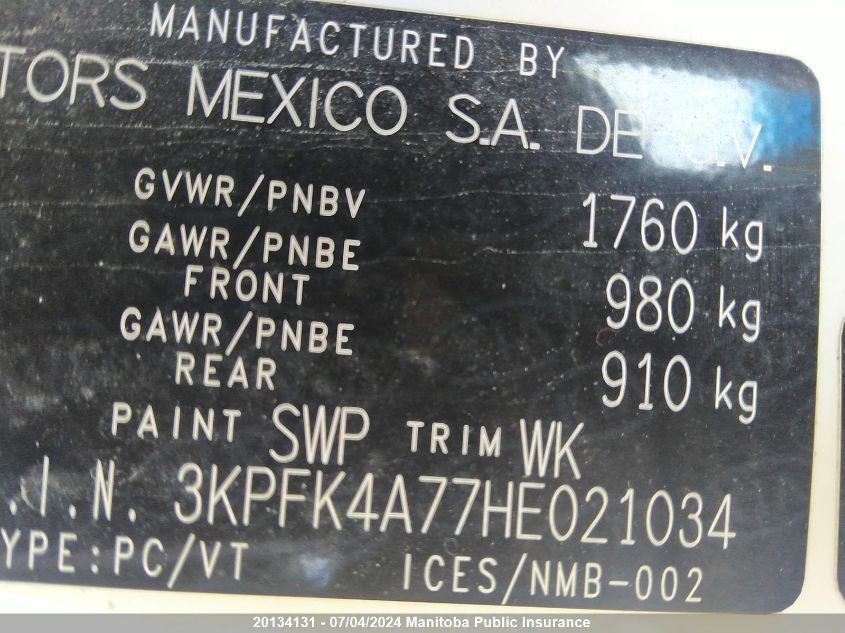 MANUFACTURED BY
TORS MEXICO S.A. DE C.V.
GVWR/PNBV 1760 kg
GAWR/PNBE
FRONT 980 kg
GAWR/PNBE
REAR 910 kg
PAINT SWP TRIM WK
.I.N. 3KPFK4A77HE021034
YPE:PC/VT ICES/NMB-002
20134131 - 07/04/2024 Manitoba Public Insurance